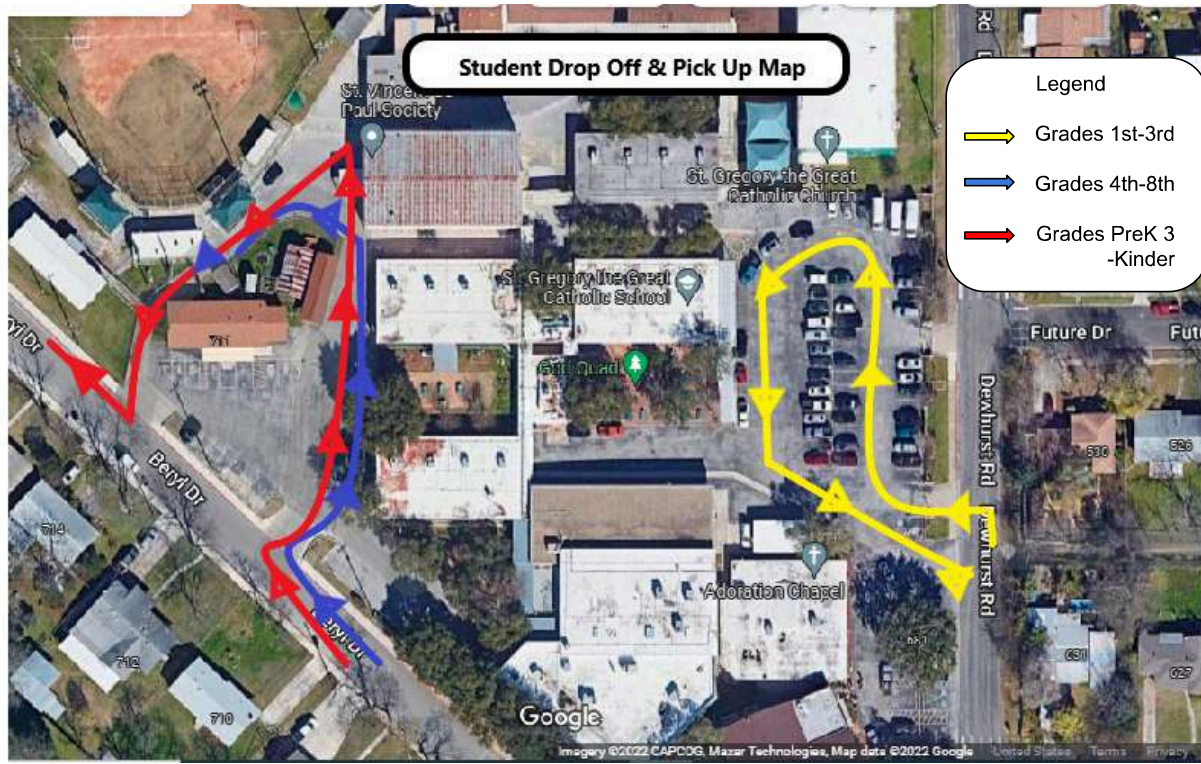 Student Drop Off & Pick Up Map
Rd
Legend
Grades 1st-3rd
Grades 4th-8th
Grades PreK 3
-Kinder
St. Vincent
Paul Society
St. Gregory the Great
Catholic Church
St. Gregory the Great
Catholic School
Quad
Future Dr
Dewhurst Rd
530
526
Dr
Beryl Dr
714
712
710
Adoration Chapel
Dewhurst Rd
631
627
Google
Imagery ©2022 CAPCOG, Maxar Technologies, Map data ©2022 Google
United States
Terms
Privacy